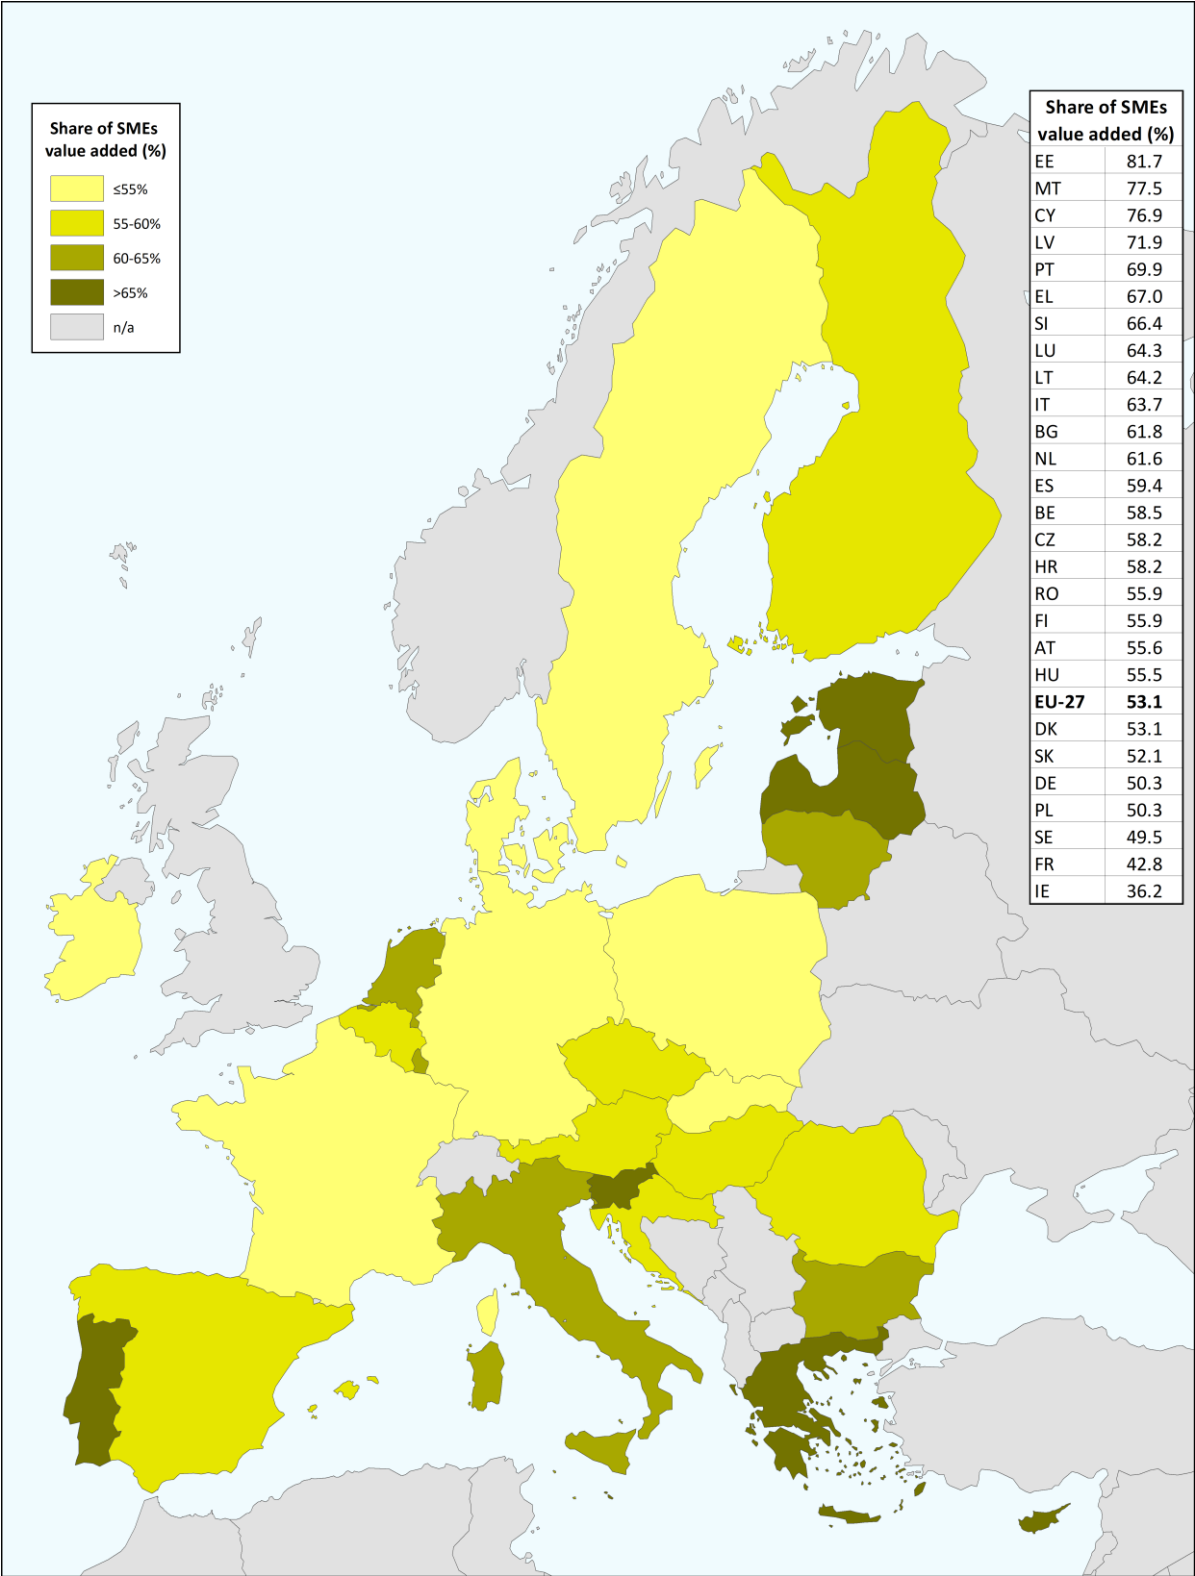 Share of SMEs
value added (%)
≤55%
55-60%
60-65%
>65%
n/a
Share of SMEs
value added (%)
EE 81.7
MT 77.5
CY 76.9
LV 71.9
PT 69.9
EL 67.0
SI 66.4
LU 64.3
LT 64.2
IT 63.7
BG 61.8
NL 61.6
ES 59.4
BE 58.5
CZ 58.2
HR 58.2
RO 55.9
FI 55.9
AT 55.6
HU 55.5
EU-27 53.1
DK 53.1
SK 52.1
DE 50.3
PL 50.3
SE 49.5
FR 42.8
IE 36.2